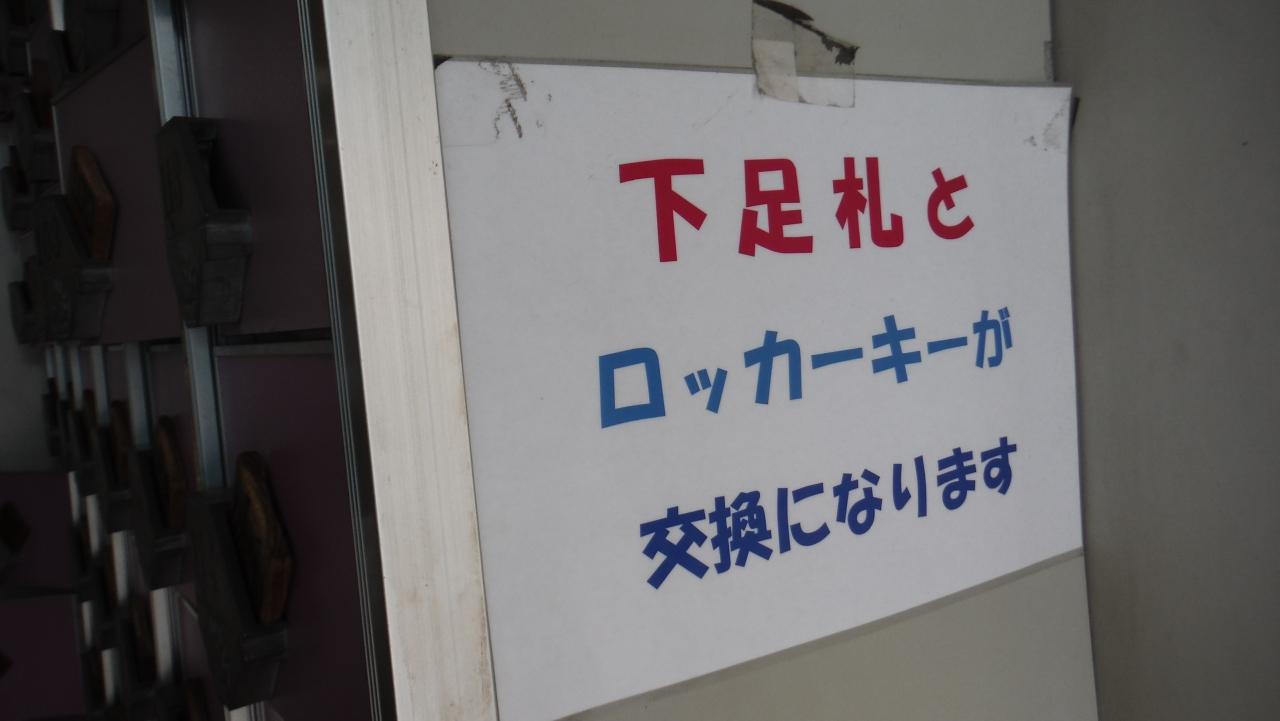 下足札と
ロッカーキーが
交換になります